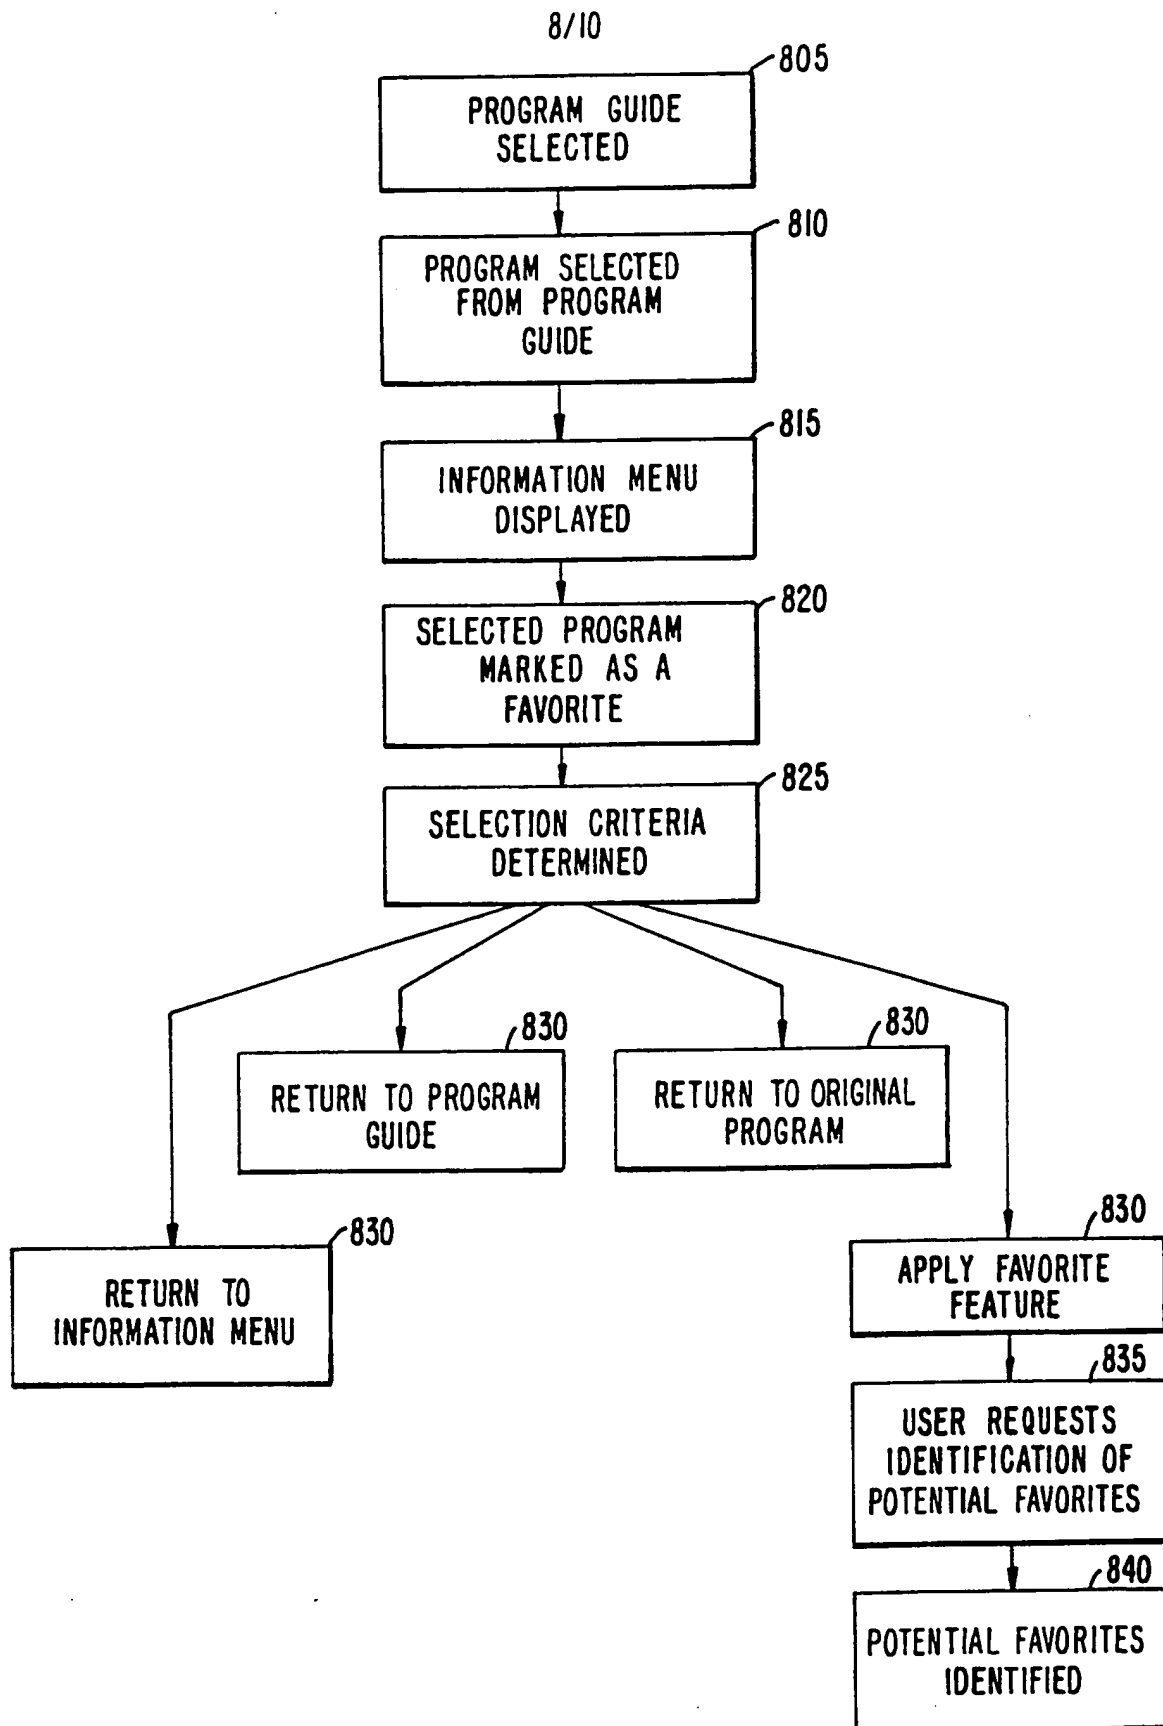 8/10
805
PROGRAM GUIDE
SELECTED
810
PROGRAM SELECTED
FROM PROGRAM
GUIDE
815
INFORMATION MENU
DISPLAYED
820
SELECTED PROGRAM
MARKED AS A
FAVORITE
825
SELECTION CRITERIA
DETERMINED
830
RETURN TO PROGRAM
GUIDE
830
RETURN TO ORIGINAL
PROGRAM
830
RETURN TO
INFORMATION MENU
830
APPLY FAVORITE
FEATURE
835
USER REQUESTS
IDENTIFICATION OF
POTENTIAL FAVORITES
840
POTENTIAL FAVORITES
IDENTIFIED